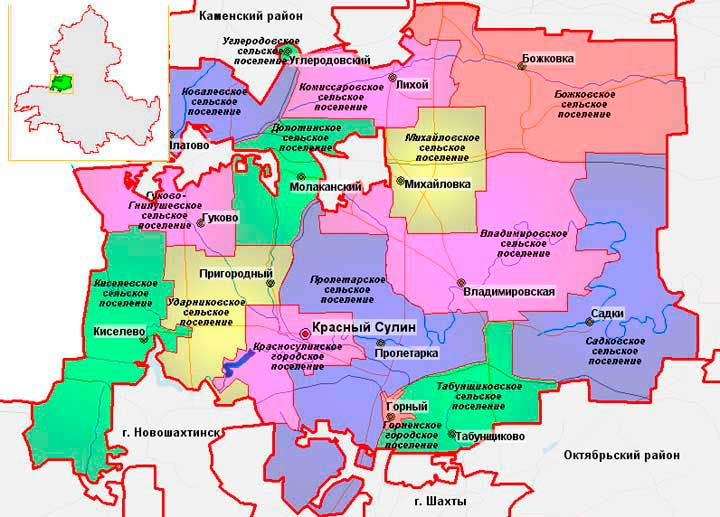 Каменский район
Углеродовское
сельское
поселение
Углеродовский
Божковка
Ковалевское
сельское
поселение
Комиссаровское
сельское
поселение
Лихой
Божковское
сельское
поселение
Долотинское
сельское
поселение
Михайловское
сельское
поселение
Платово
Молаканский
Михайловка
Гуково-
Гнилушевское
сельское
поселение
Гуково
Владимировское
сельское
поселение
Киселевское
сельское
поселение
Пригородный
Ударниковское
сельское
поселение
Пролетарское
сельское
поселение
Владимировская
Киселево
Красный Сулин
Садки
Красносулинское
городское
поселение
Пролетарка
Садковское
сельское
поселение
Табунщиковское
сельское
поселение
Горный
Горненское
городское
поселение
Табунщиково
г. Новошахтинск
Октябрьский район
г. Шахты